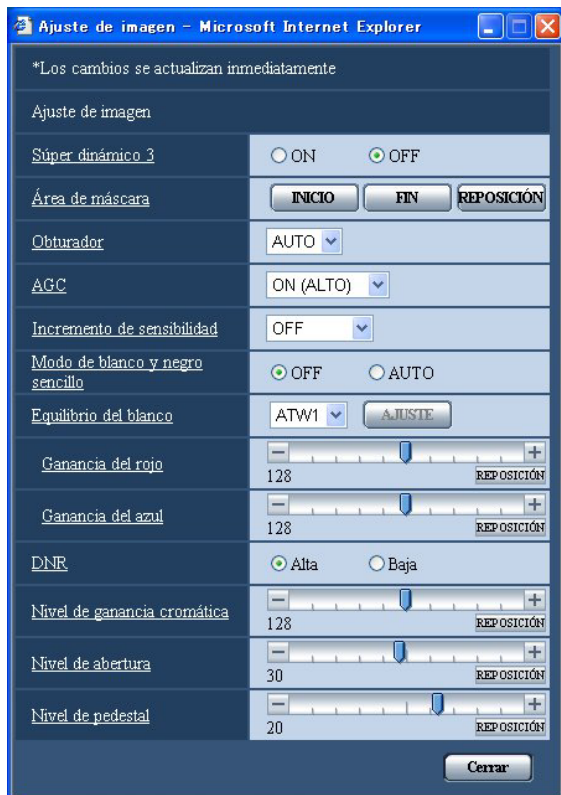 Ajuste de imagen - Microsoft Internet Explorer
*Los cambios se actualizan inmediatamente
Ajuste de imagen
Súper dinámico 3
ON OFF
Área de máscara
INICIO FIN REPOSICIÓN
Obturador
AUTO
AGC
ON (ALTO)
Incremento de sensibilidad
OFF
Modo de blanco y negro
sencillo
OFF AUTO
Equilibrio del blanco
ATW1 AJUSTE
Ganancia del rojo
128 REPOSICIÓN
Ganancia del azul
128 REPOSICIÓN
DNR
Alta Baja
Nivel de ganancia cromática
128 REPOSICIÓN
Nivel de abertura
30 REPOSICIÓN
Nivel de pedestal
20 REPOSICIÓN
Cerrar